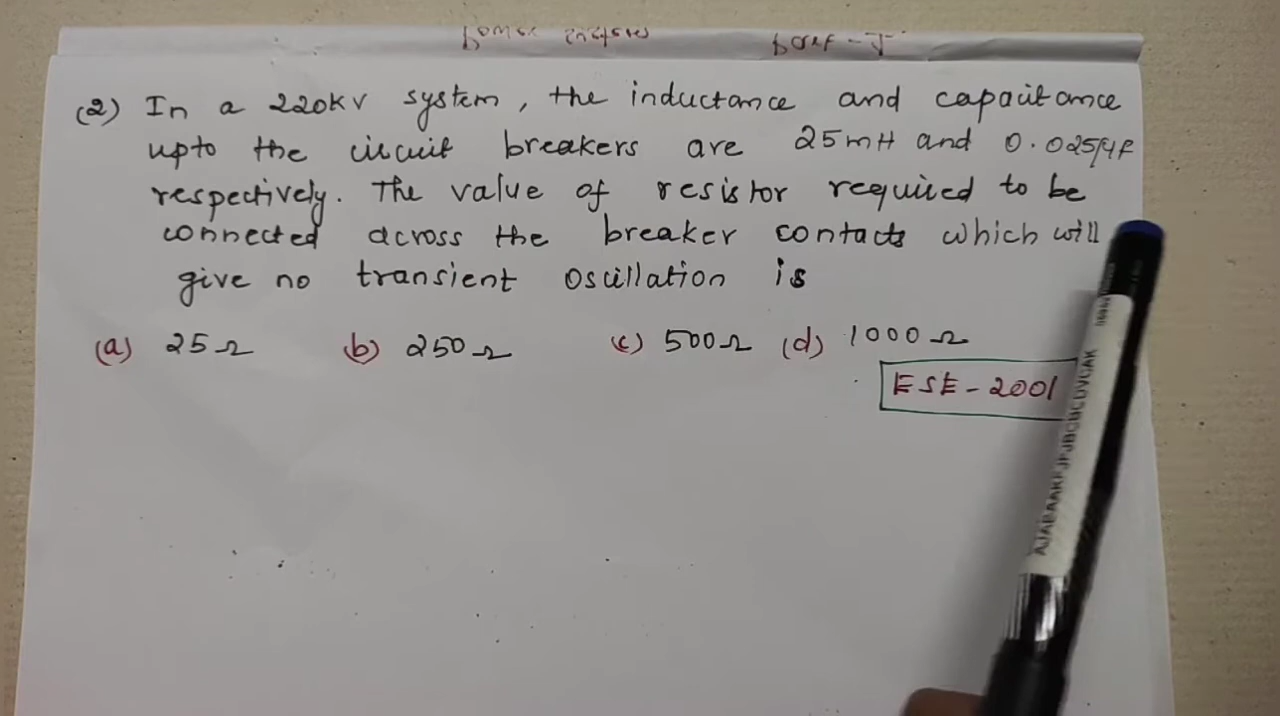 (2) In a 220KV system, the inductance and capacitance
upto the circuit breakers are 25mH and 0.025μF
respectively. The value of resistor required to be
connected across the breaker contacts which will
give no transient oscillation is
(a) 25Ω (b) 250Ω (c) 500Ω (d) 1000Ω
ESE-2001